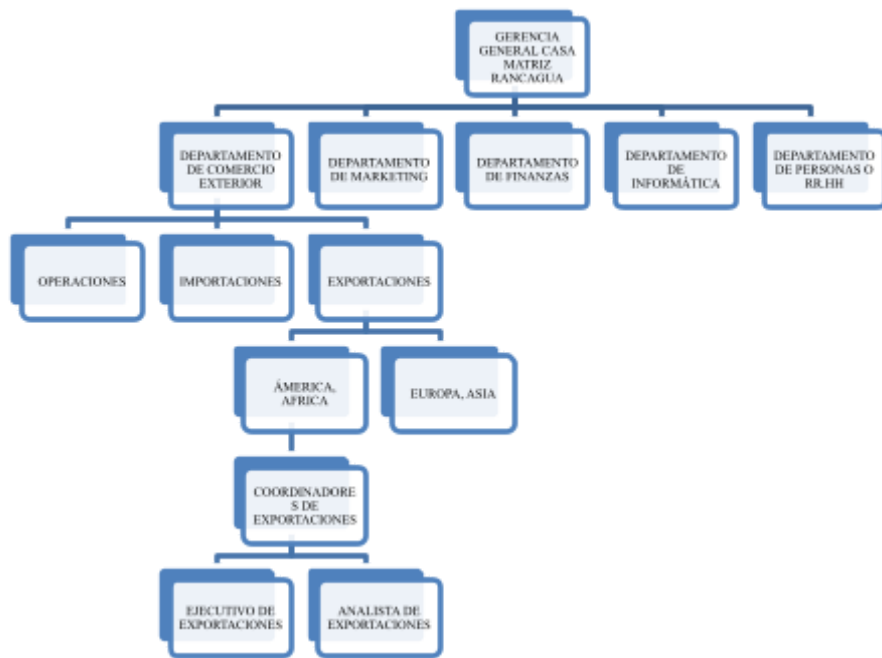 GERENCIA
GENERAL CASA
MATRIZ
RANCAGUA
DEPARTAMENTO
DE COMERCIO
EXTERIOR
DEPARTAMENTO
DE MARKETING
DEPARTAMENTO
DE FINANZAS
DEPARTAMENTO
DE
INFORMÁTICA
DEPARTAMENTO
DE PERSONAS O
RR.HH
OPERACIONES
IMPORTACIONES
EXPORTACIONES
ÁMERICA,
AFRICA
EUROPA, ASIA
COORDINADORE
S DE
EXPORTACIONES
EJECUTIVO DE
EXPORTACIONES
ANALISTA DE
EXPORTACIONES